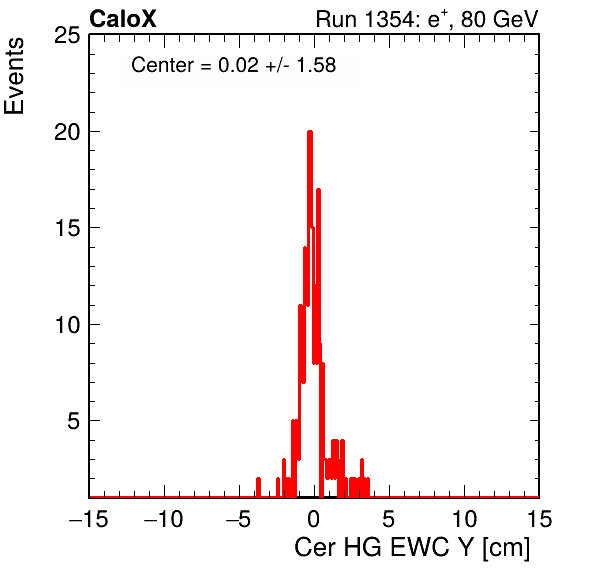 CaloX Run 1354: e⁺, 80 GeV
Events
Center = 0.02 +/- 1.58
25
20
15
10
5
−15 −10 −5 0 5 10 15
Cer HG EWC Y [cm]